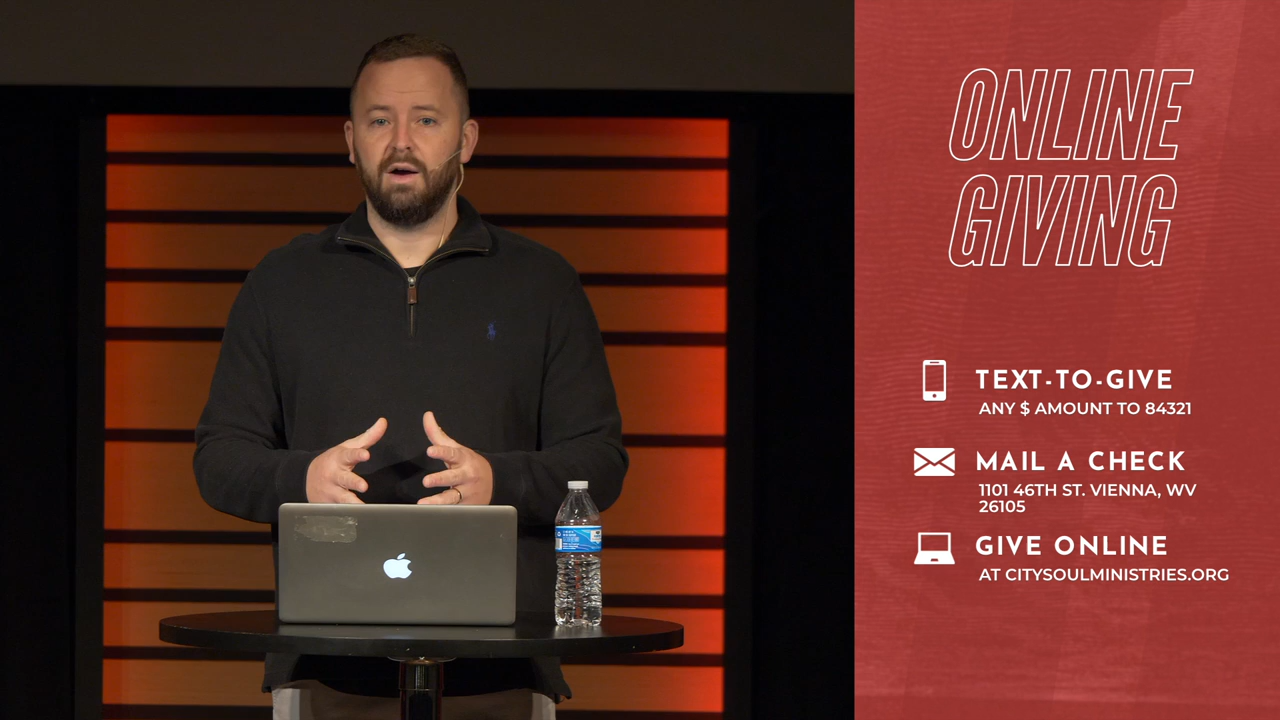 ONLINE
GIVING
TEXT-TO-GIVE
ANY $ AMOUNT TO 84321
MAIL A CHECK
1101 46TH ST. VIENNA, WV
26105
GIVE ONLINE
AT CITYSOULMINISTRIES.ORG